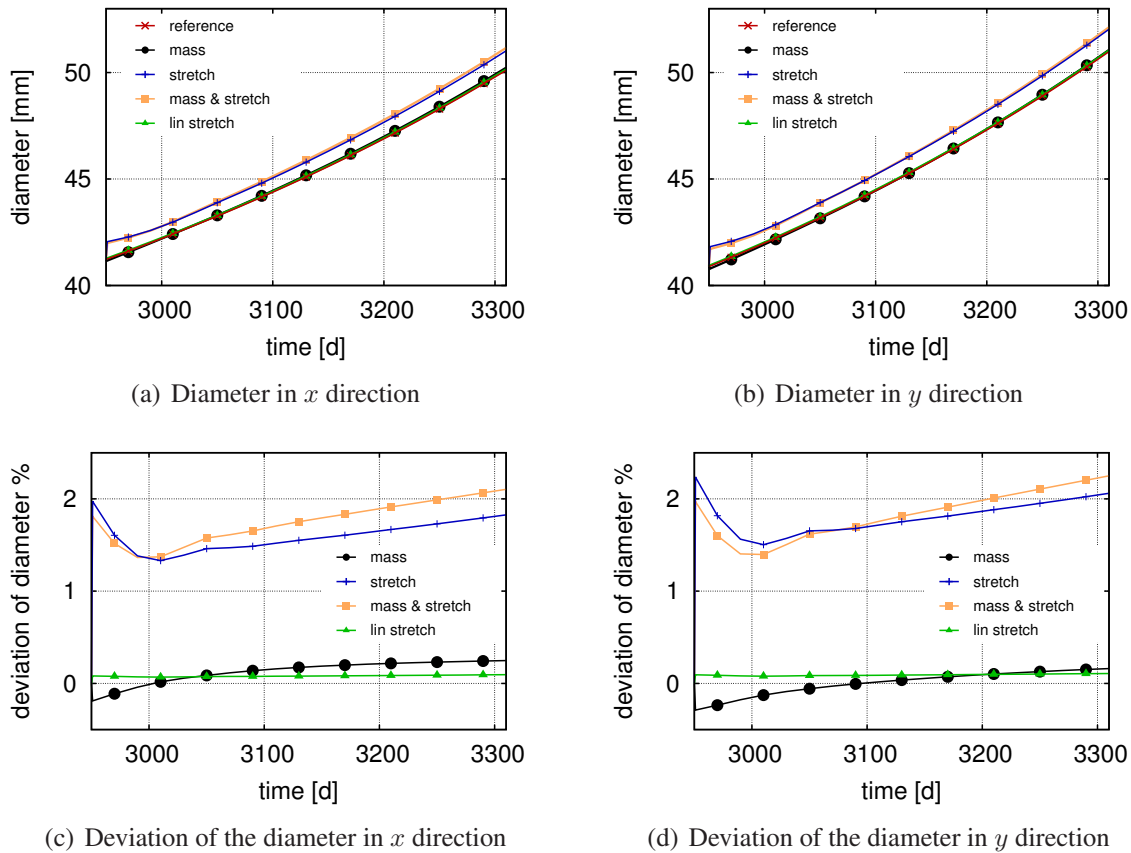 reference
mass
stretch
mass & stretch
lin stretch
50
45
40
diameter [mm]
3000
3100
3200
3300
time [d]
(a) Diameter in x direction
reference
mass
stretch
mass & stretch
lin stretch
50
45
40
diameter [mm]
3000
3100
3200
3300
time [d]
(b) Diameter in y direction
2
1
0
deviation of diameter %
mass
stretch
mass & stretch
lin stretch
3000
3100
3200
3300
time [d]
(c) Deviation of the diameter in x direction
2
1
0
deviation of diameter %
mass
stretch
mass & stretch
lin stretch
3000
3100
3200
3300
time [d]
(d) Deviation of the diameter in y direction